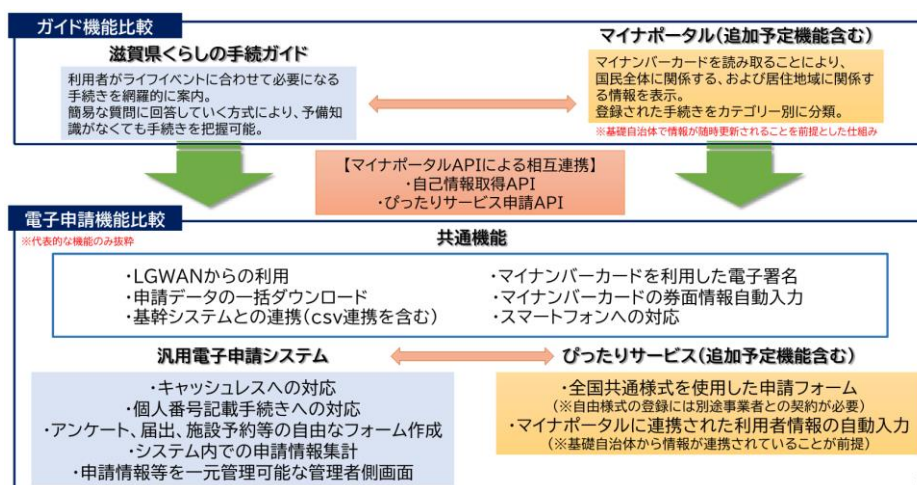 ガイド機能比較
滋賀県くらしの手続ガイド
利用者がライフイベントに合わせて必要になる
手続きを網羅的に案内。
簡易な質問に回答していく方式により、予備知
識がなくても手続きを把握可能。
マイナポータル(追加予定機能含む)
マイナンバーカードを読み取ることにより、
国民全体に関係する、および居住地域に関係す
る情報を表示。
登録された手続きをカテゴリー別に分類。
※基礎自治体で情報が随時更新されることを前提とした仕組み
【マイナポータルAPIによる相互連携】
・自己情報取得API
・ぴったりサービス申請API
電子申請機能比較
※代表的な機能のみ抜粋
共通機能
・LGWANからの利用
・申請データの一括ダウンロード
・基幹システムとの連携(csv連携を含む)
・マイナンバーカードを利用した電子署名
・マイナンバーカードの券面情報自動入力
・スマートフォンへの対応
汎用電子申請システム
・キャッシュレスへの対応
・個人番号記載手続きへの対応
・アンケート、届出、施設予約等の自由なフォーム作成
・システム内での申請情報集計
・申請情報等を一元管理可能な管理者側画面
ぴったりサービス(追加予定機能含む)
・全国共通様式を使用した申請フォーム
(※自由様式の登録には別途事業者との契約が必要)
・マイナポータルに連携された利用者情報の自動入力
(※基礎自治体から情報が連携されていることが前提)